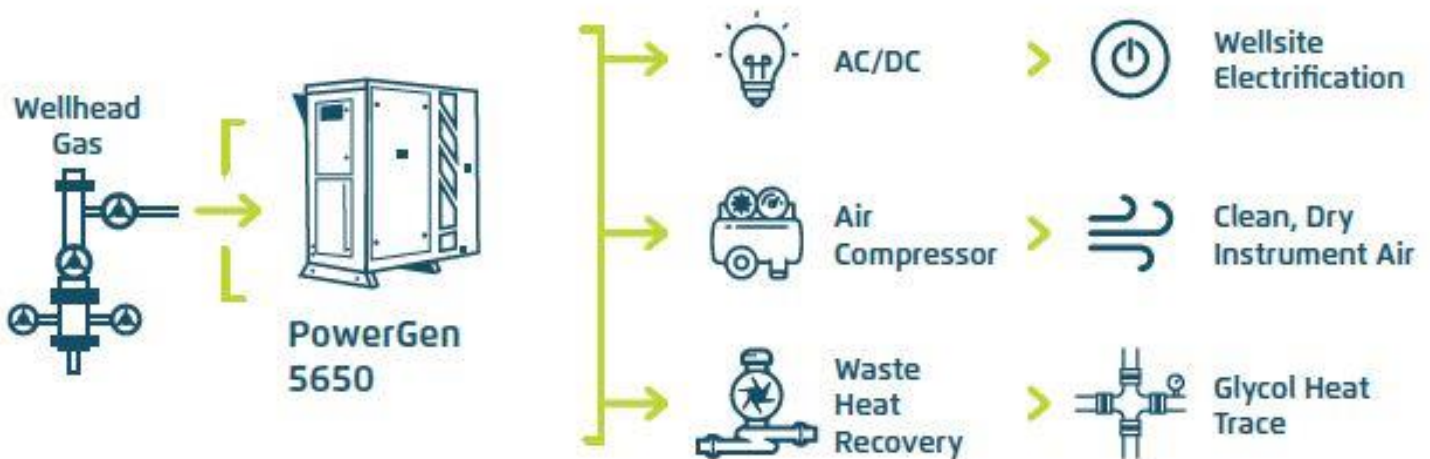 Wellhead
Gas
PowerGen
5650
AC/DC
Wellsite
Electrification
Air
Compressor
Clean, Dry
Instrument Air
Waste
Heat
Recovery
Glycol Heat
Trace